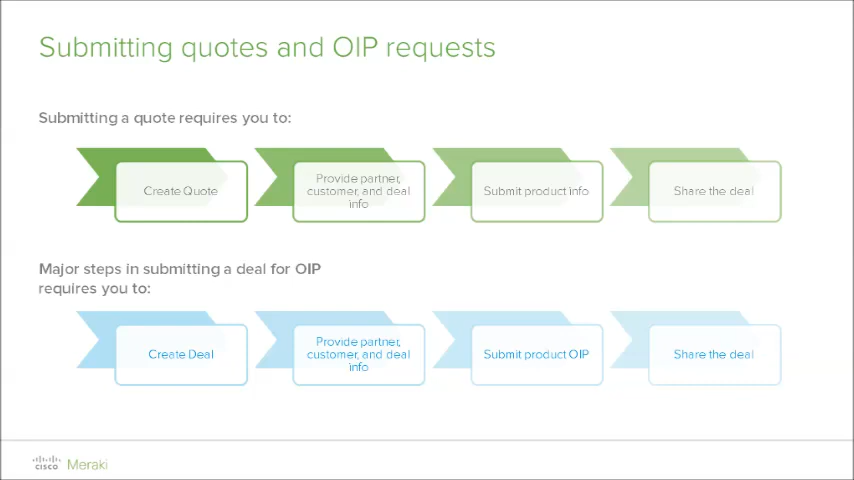 Submitting quotes and OIP requests
Submitting a quote requires you to:
Create Quote
Provide partner,
customer, and deal
info
Submit product info
Share the deal
Major steps in submitting a deal for OIP
requires you to:
Create Deal
Provide partner,
customer, and deal
info
Submit product OIP
Share the deal
cisco Meraki